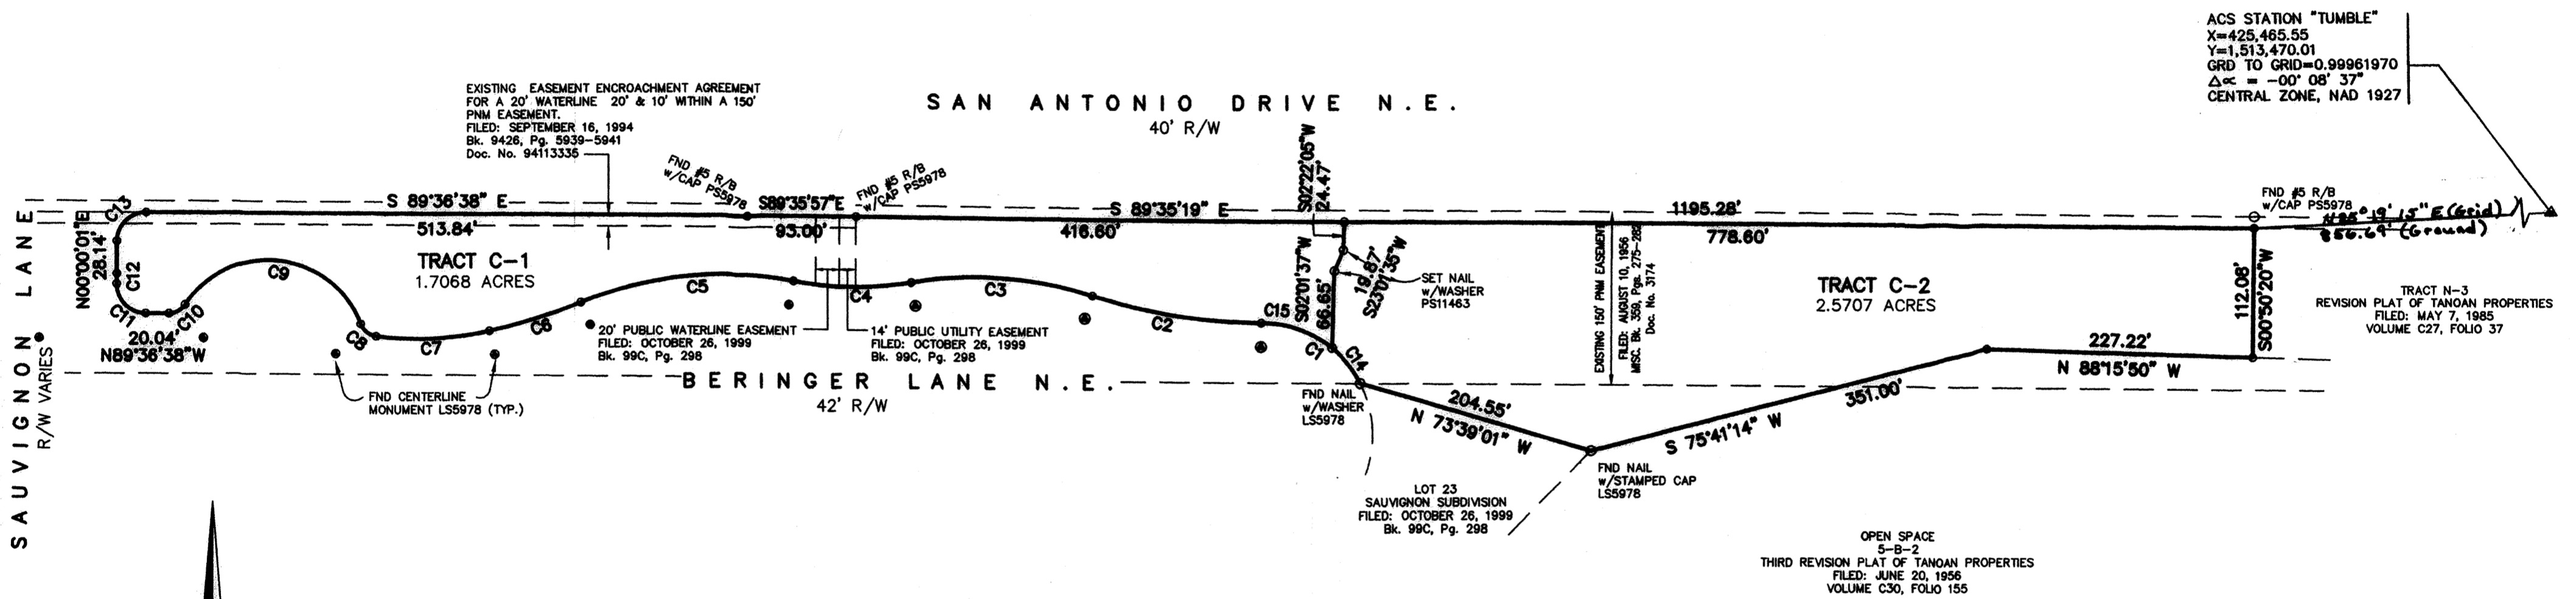 ACS STATION "TUMBLE"
X=425,465.55
Y=1,513,470.01
GRD TO GRID=0.99961970
Δ∝ = -00° 08' 37"
CENTRAL ZONE, NAD 1927
EXISTING EASEMENT ENCROACHMENT AGREEMENT
FOR A 20' WATERLINE 20' & 10' WITHIN A 150'
PNM EASEMENT.
FILED: SEPTEMBER 16, 1994
Bk. 9426, Pg. 5939-5941
Doc. No. 94113335
SAN ANTONIO DRIVE N.E.
40' R/W
FND #5 R/B
w/CAP PS5978
FND #5 R/B
w/CAP PS5978
S02°22'05"W
24.47'
FND #5 R/B
w/CAP PS5978
S 89°36'38" E
513.84'
S89°35'57"E
93.00'
S 89°35'19" E
416.60'
1195.28'
778.60'
N85°19'15"E (Grid)
856.69' (Ground)
SAUVIGNON LANE
R/W VARIES
N00°00'01"E
28.14'
C13
C12
C11
C10
C9
C8
C7
C6
C5
C4
C3
C2
C15
C1
C14
20.04'
N89°36'38"W
TRACT C-1
1.7068 ACRES
S02°01'37"W
66.65'
19.87'
S23°01'35"W
SET NAIL
w/WASHER
PS11463
EXISTING 150' PNM EASEMENT
FILED: AUGUST 10, 1956
MISC. Bk. 359, Pgs. 275-282
Doc. No. 3174
TRACT C-2
2.5707 ACRES
112.08'
S00°50'20"W
TRACT N-3
REVISION PLAT OF TANOAN PROPERTIES
FILED: MAY 7, 1985
VOLUME C27, FOLIO 37
20' PUBLIC WATERLINE EASEMENT
FILED: OCTOBER 26, 1999
Bk. 99C, Pg. 298
14' PUBLIC UTILITY EASEMENT
FILED: OCTOBER 26, 1999
Bk. 99C, Pg. 298
227.22'
N 88°15'50" W
BERINGER LANE N.E.
42' R/W
FND CENTERLINE
MONUMENT LS5978 (TYP.)
FND NAIL
w/WASHER
LS5978
204.55'
N 73°39'01" W
351.00'
S 75°41'14" W
FND NAIL
w/STAMPED CAP
LS5978
LOT 23
SAUVIGNON SUBDIVISION
FILED: OCTOBER 26, 1999
Bk. 99C, Pg. 298
OPEN SPACE
5-B-2
THIRD REVISION PLAT OF TANOAN PROPERTIES
FILED: JUNE 20, 1956
VOLUME C30, FOLIO 155